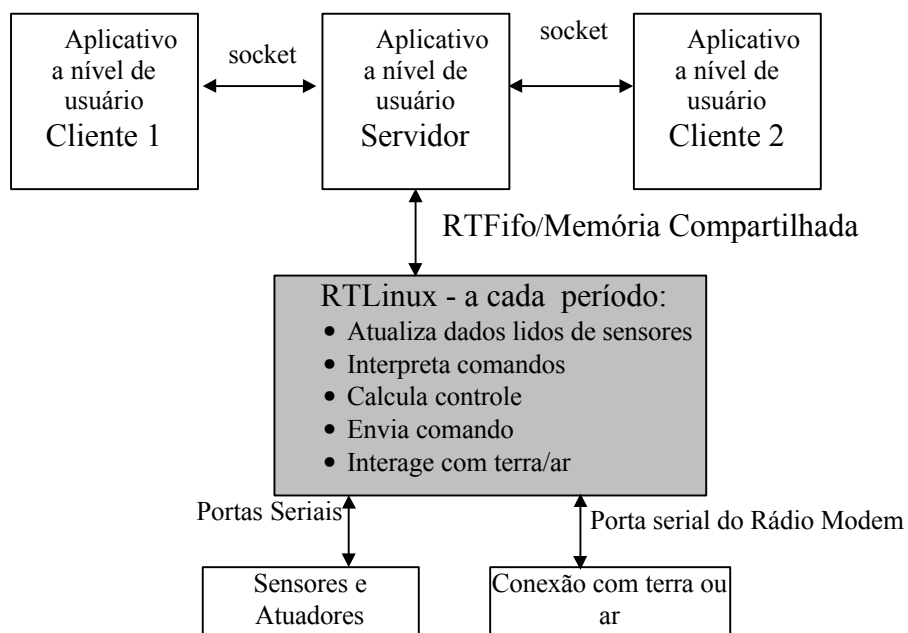 Aplicativo
a nível de
usuário
Cliente 1
socket
Aplicativo
a nível de
usuário
Servidor
socket
Aplicativo
a nível de
usuário
Cliente 2
RTFifo/Memória Compartilhada
RTLinux - a cada período:
• Atualiza dados lidos de sensores
• Interpreta comandos
• Calcula controle
• Envia comando
• Interage com terra/ar
Portas Seriais
Porta serial do Rádio Modem
Sensores e
Atuadores
Conexão com terra ou
ar